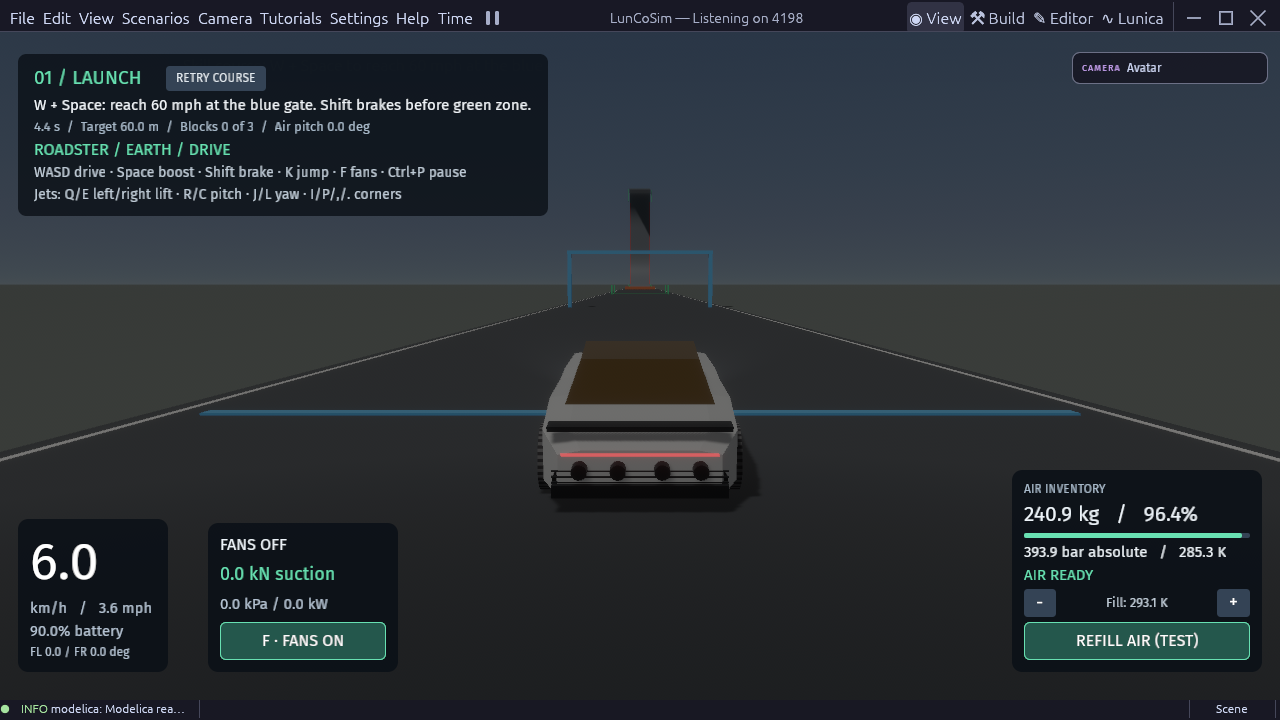 File Edit View Scenarios Camera Tutorials Settings Help Time
LunCoSim — Listening on 4198
View Build Editor Lunica
01 / LAUNCH
RETRY COURSE
W + Space: reach 60 mph at the blue gate. Shift brakes before green zone.
4.4 s / Target 60.0 m / Blocks 0 of 3 / Air pitch 0.0 deg
ROADSTER / EARTH / DRIVE
WASD drive · Space boost · Shift brake · K jump · F fans · Ctrl+P pause
Jets: Q/E left/right lift · R/C pitch · J/L yaw · I/P/,/. corners
CAMERA Avatar
6.0
km/h / 3.6 mph
90.0% battery
FL 0.0 / FR 0.0 deg
FANS OFF
0.0 kN suction
0.0 kPa / 0.0 kW
F · FANS ON
AIR INVENTORY
240.9 kg / 96.4%
393.9 bar absolute / 285.3 K
AIR READY
- Fill: 293.1 K +
REFILL AIR (TEST)
INFO modelica: Modelica rea...
Scene